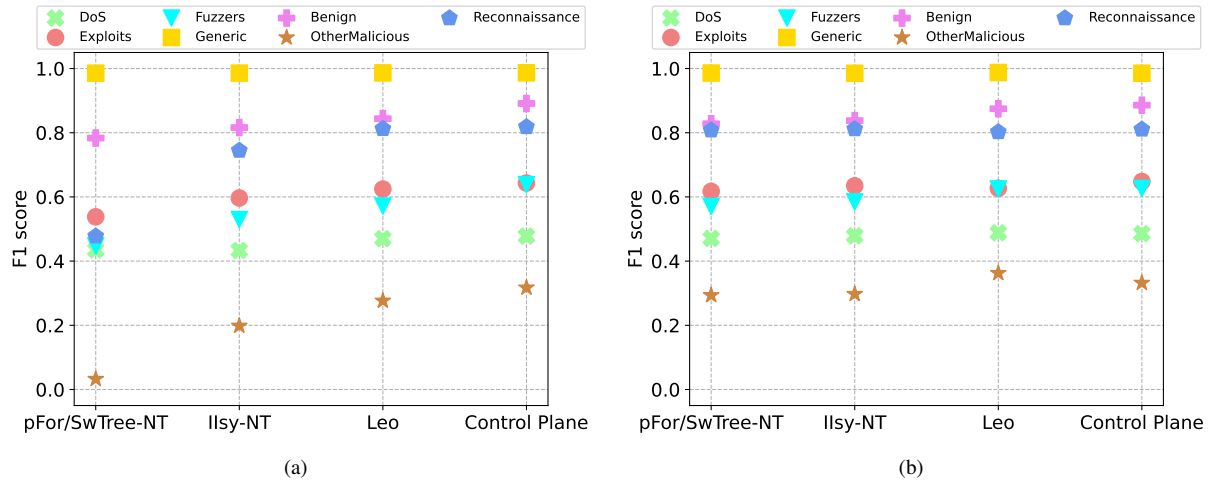 DoS Fuzzers Benign Reconnaissance
Exploits Generic OtherMalicious
1.0
0.8
0.6
0.4
0.2
0.0
F1 score
pFor/SwTree-NT IIsy-NT Leo Control Plane
(a)
DoS Fuzzers Benign Reconnaissance
Exploits Generic OtherMalicious
1.0
0.8
0.6
0.4
0.2
0.0
F1 score
pFor/SwTree-NT IIsy-NT Leo Control Plane
(b)